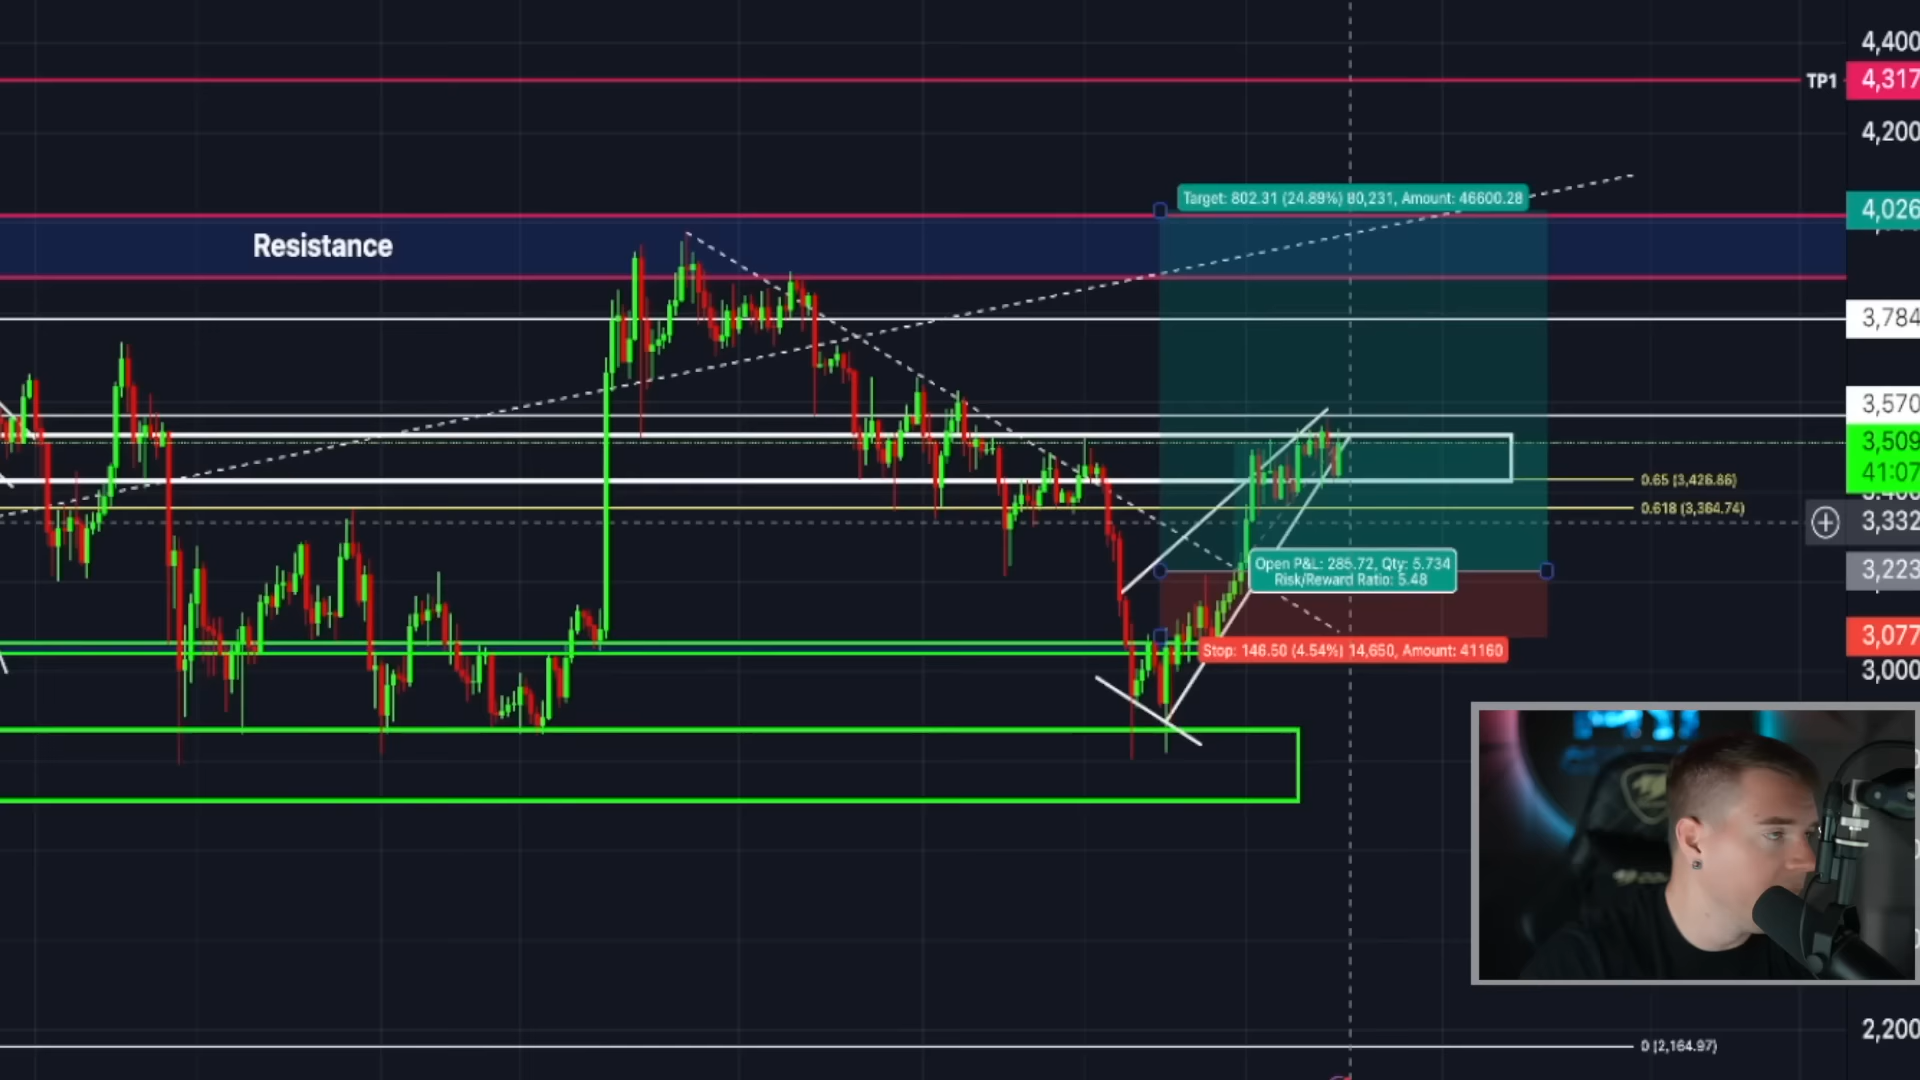 4,400
TP1 4,317
4,200
Target: 802.31 (24.89%) 80,231, Amount: 46600.28
4,026
Resistance
3,784
3,570
3,509
41:07
0.65 (3,426.86)
0.618 (3,364.74)
3,332
Open P&L: 285.72, Qty: 5.734
Risk/Reward Ratio: 5.48
3,223
3,077
Stop: 146.50 (4.54%) 14,650, Amount: 41160
3,000
2,200
0 (2,164.97)